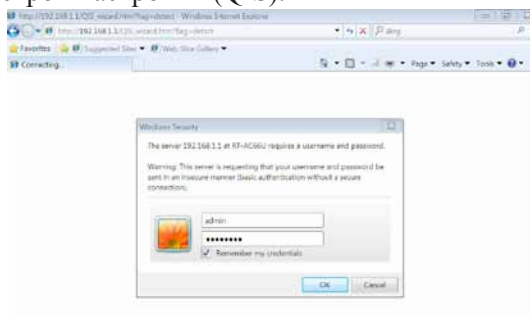 http://192.168.1.1/QIS_wizard.htm?flag=detect - Windows Internet Explorer
http://192.168.1.1/QIS_wizard.htm?flag=detect
Bing
Favorites Suggested Sites Web Slice Gallery
Connecting...
Page Safety Tools
Windows Security
The server 192.168.1.1 at RT-AC66U requires a username and password.
Warning: This server is requesting that your username and password be
sent in an insecure manner (basic authentication without a secure
connection).
admin
Remember my credentials
OK Cancel